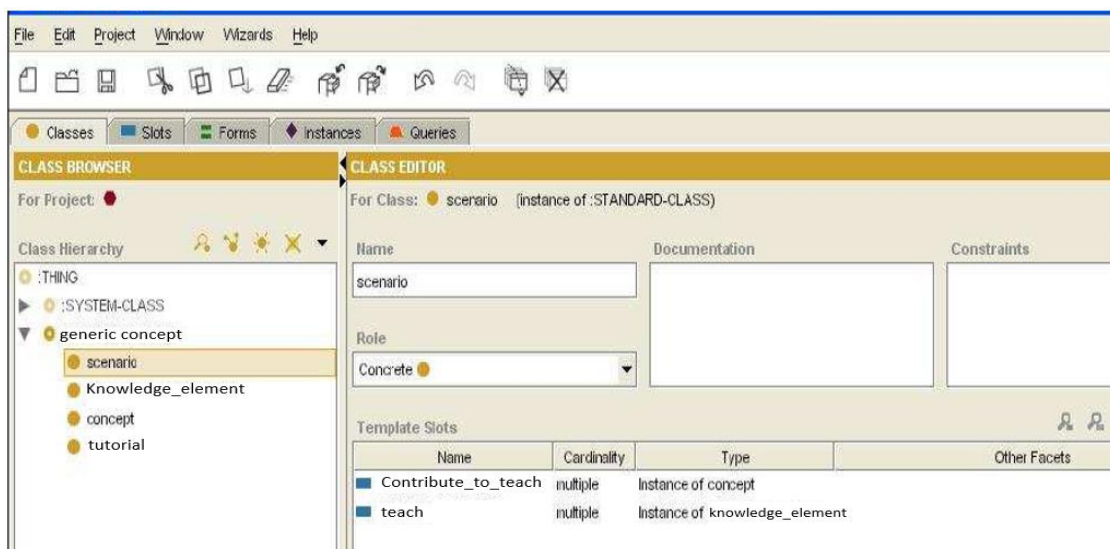 File Edit Project Window Wizards Help
Classes Slots Forms Instances Queries
CLASS BROWSER
For Project:
Class Hierarchy
:THING
:SYSTEM-CLASS
generic concept
scenario
Knowledge_element
concept
tutorial
CLASS EDITOR
For Class: scenario (instance of :STANDARD-CLASS)
Name Documentation Constraints
scenario
Role
Concrete
Template Slots
Name Cardinality Type Other Facets
Contribute_to_teach multiple Instance of concept
teach multiple Instance of knowledge_element